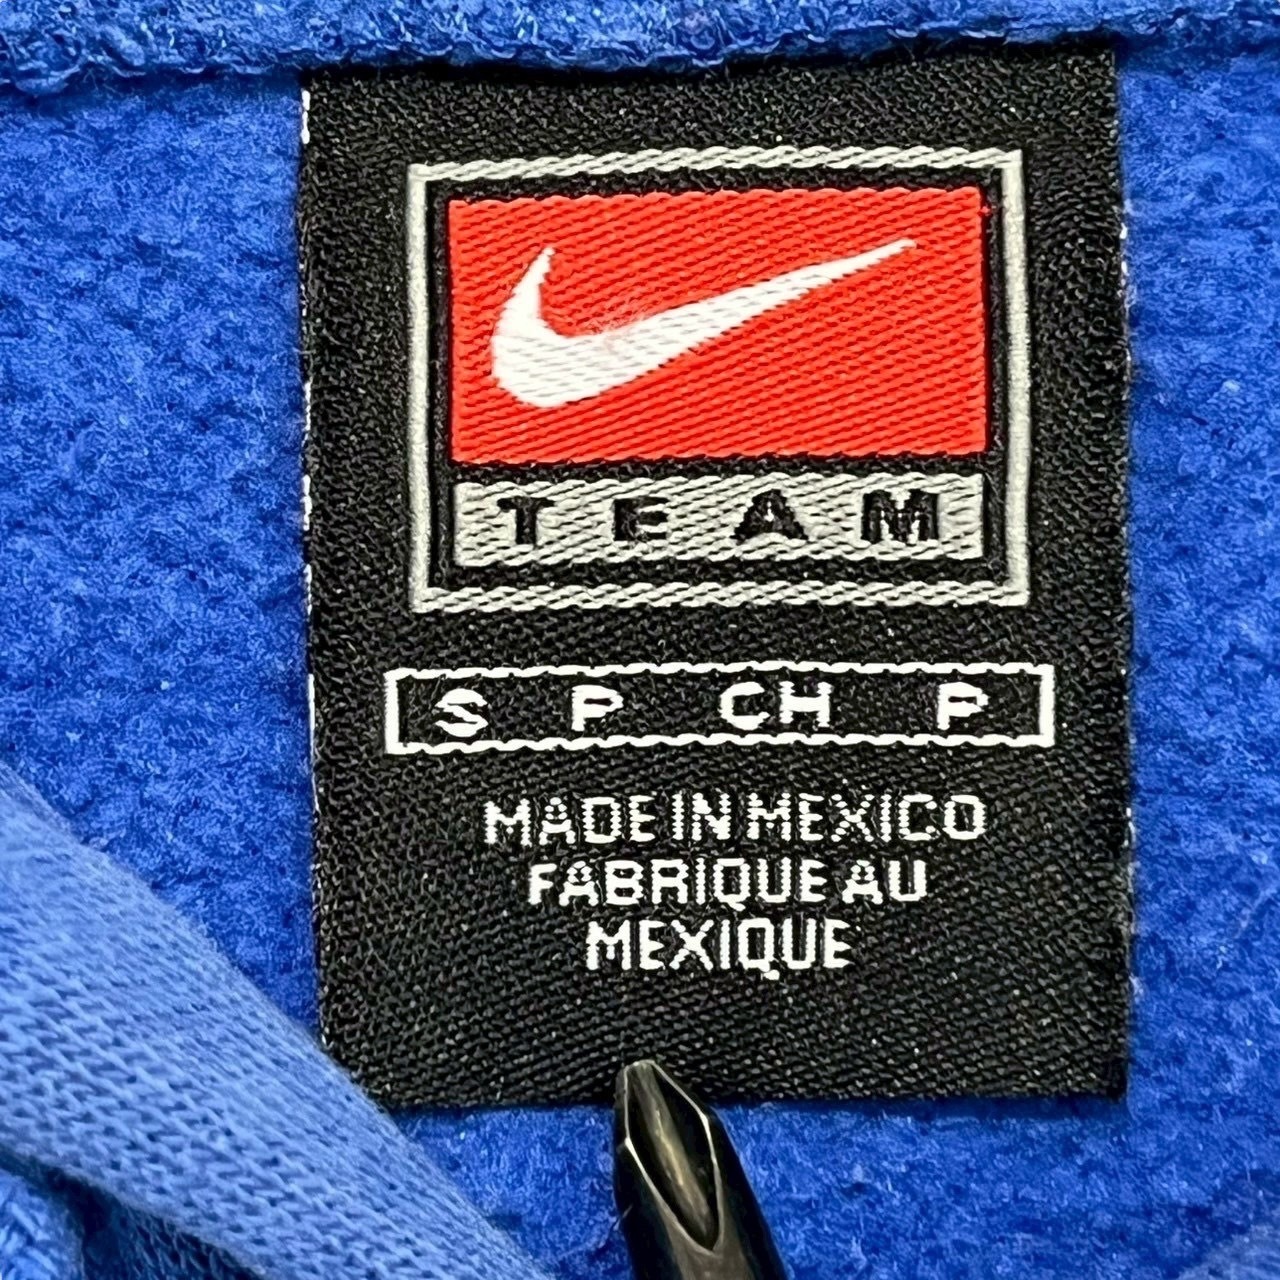 TEAM
S P CH P
MADE IN MEXICO
FABRIQUE AU
MEXIQUE